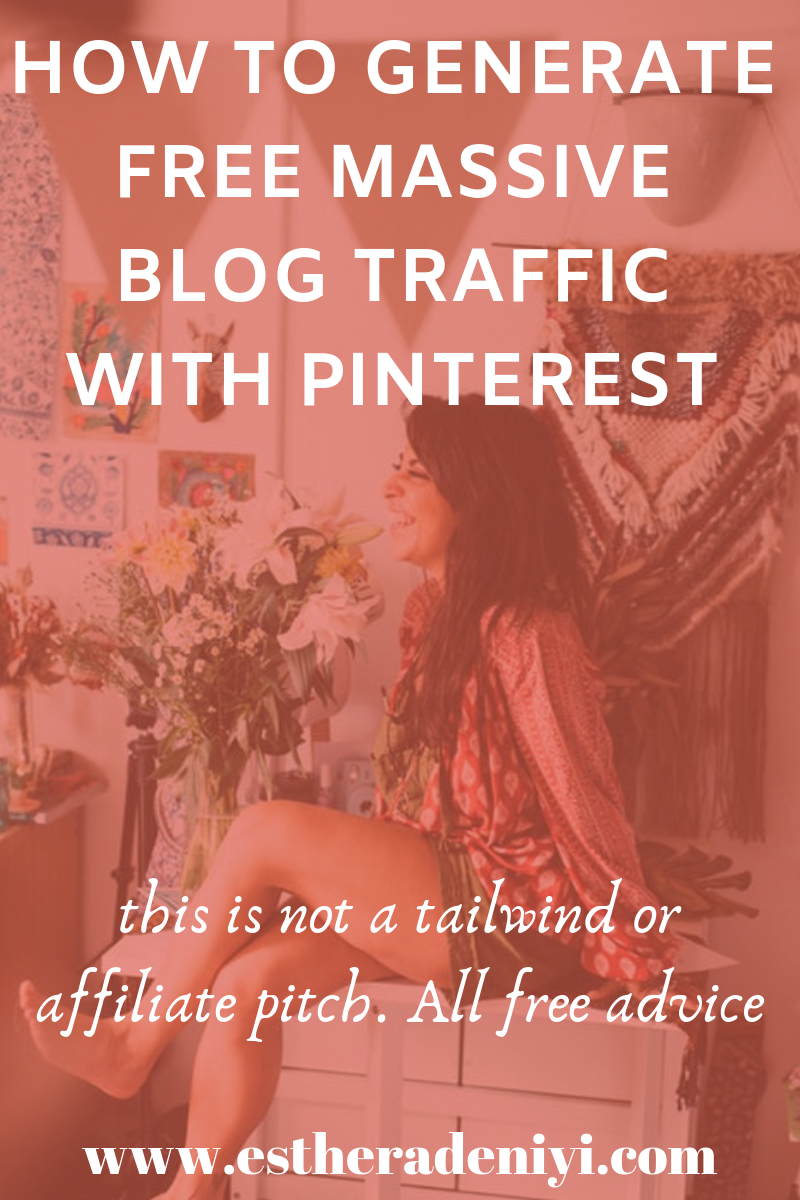 HOW TO GENERATE
FREE MASSIVE
BLOG TRAFFIC
WITH PINTEREST
this is not a tailwind or
affiliate pitch. All free advice
www.estheradeniyi.com